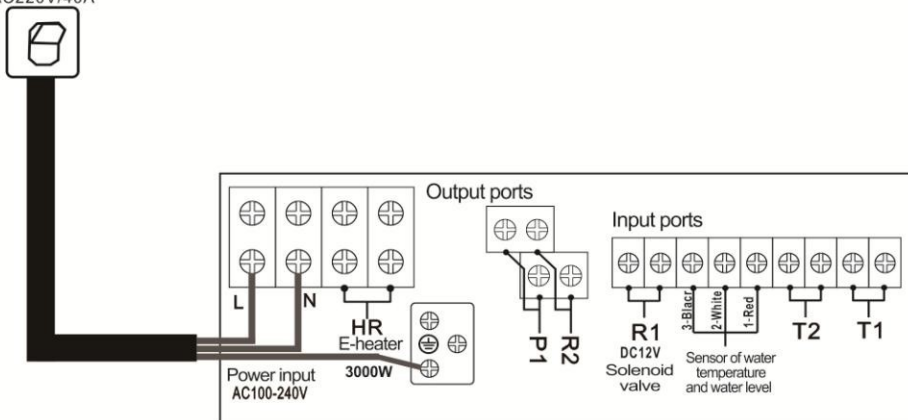 Output ports
Input ports
L
N
HR
E-heater
3000W
Power input
AC100-240V
P1
R2
R1
DC12V
Solenoid
valve
3-Blacr
2-White
1-Red
Sensor of water
temperature
and water level
T2
T1